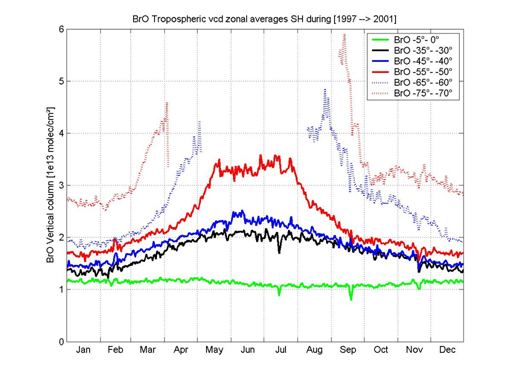 BrO Tropospheric vcd zonal averages SH during [1997 --> 2001]
BrO Vertical column [1e13 molec/cm²]
6
5
4
3
2
1
0
BrO -5°- 0°
BrO -35°- -30°
BrO -45°- -40°
BrO -55°- -50°
BrO -65°- -60°
BrO -75°- -70°
Jan Feb Mar Apr May Jun Jul Aug Sep Oct Nov Dec